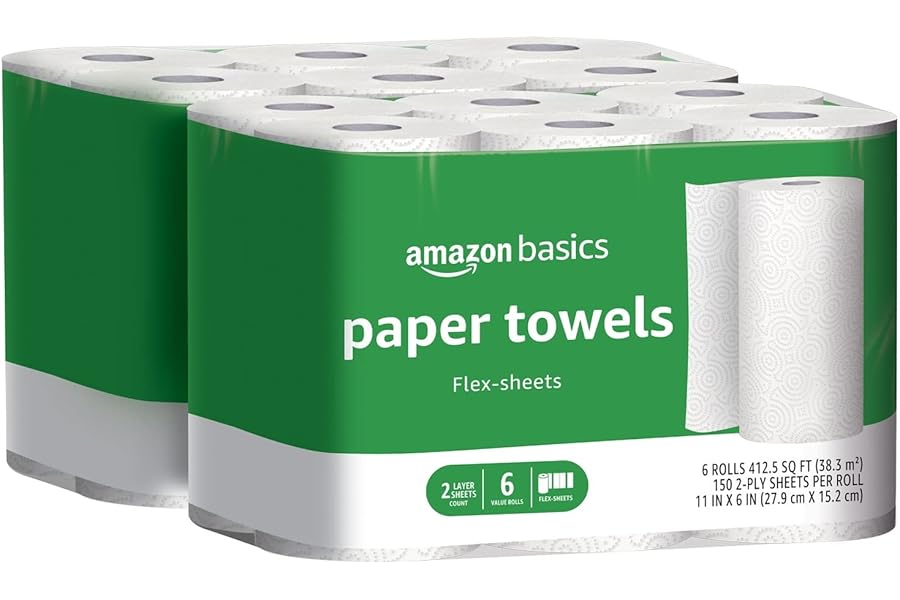 amazon basics
paper towels
Flex-sheets
2 LAYER SHEETS COUNT
6 VALUE ROLLS
FLEX-SHEETS
6 ROLLS 412.5 SQ FT (38.3 m²)
150 2-PLY SHEETS PER ROLL
11 IN X 6 IN (27.9 cm X 15.2 cm)